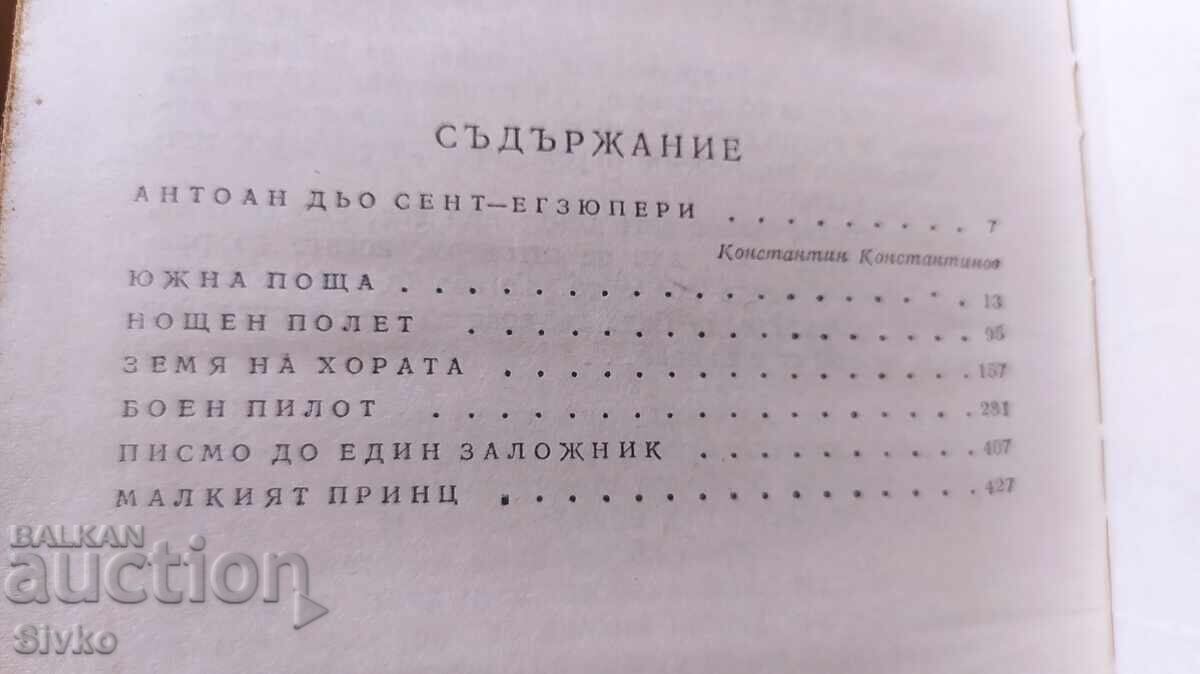 СЪДЪРЖАНИЕ
АНТОАН ДЬО СЕНТ—ЕГЗЮПЕРИ . . . . . . . . . 7
Константин Константинов
ЮЖНА ПОЩА . . . . . . . . . . . . . . . . . 13
НОЩЕН ПОЛЕТ . . . . . . . . . . . . . . . 95
ЗЕМЯ НА ХОРАТА . . . . . . . . . . . . . . 157
БОЕН ПИЛОТ . . . . . . . . . . . . . . . . 281
ПИСМО ДО ЕДИН ЗАЛОЖНИК . . . . . . . . 407
МАЛКИЯТ ПРИНЦ . . . . . . . . . . . . . . 427
BALKAN
auction
Sivko